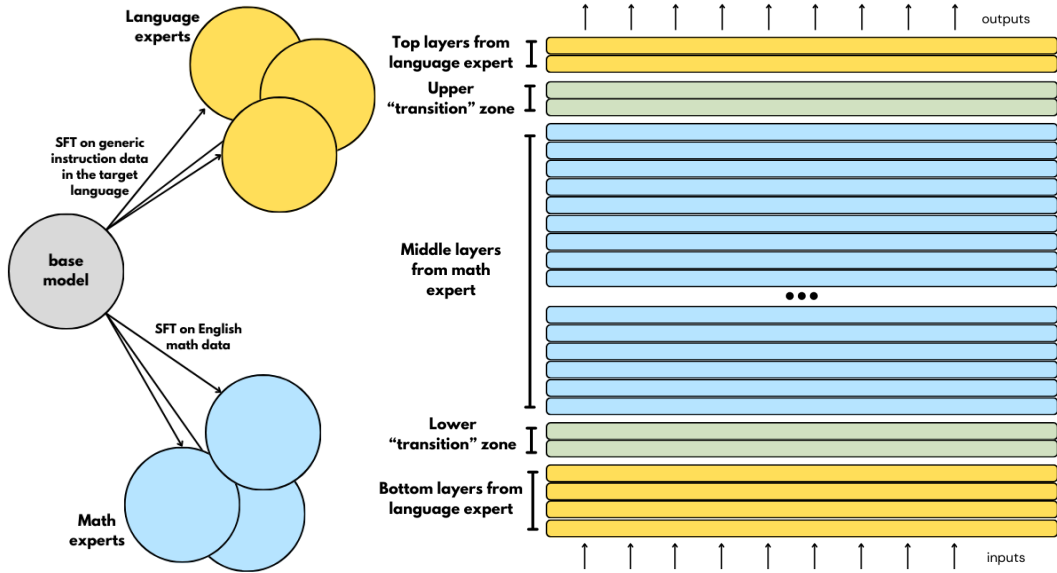 Language
experts
SFT on generic
instruction data
in the target
language
base
model
SFT on English
math data
Math
experts
outputs
Top layers from
language expert
Upper
“transition” zone
Middle layers
from math
expert
Lower
“transition” zone
Bottom layers from
language expert
inputs